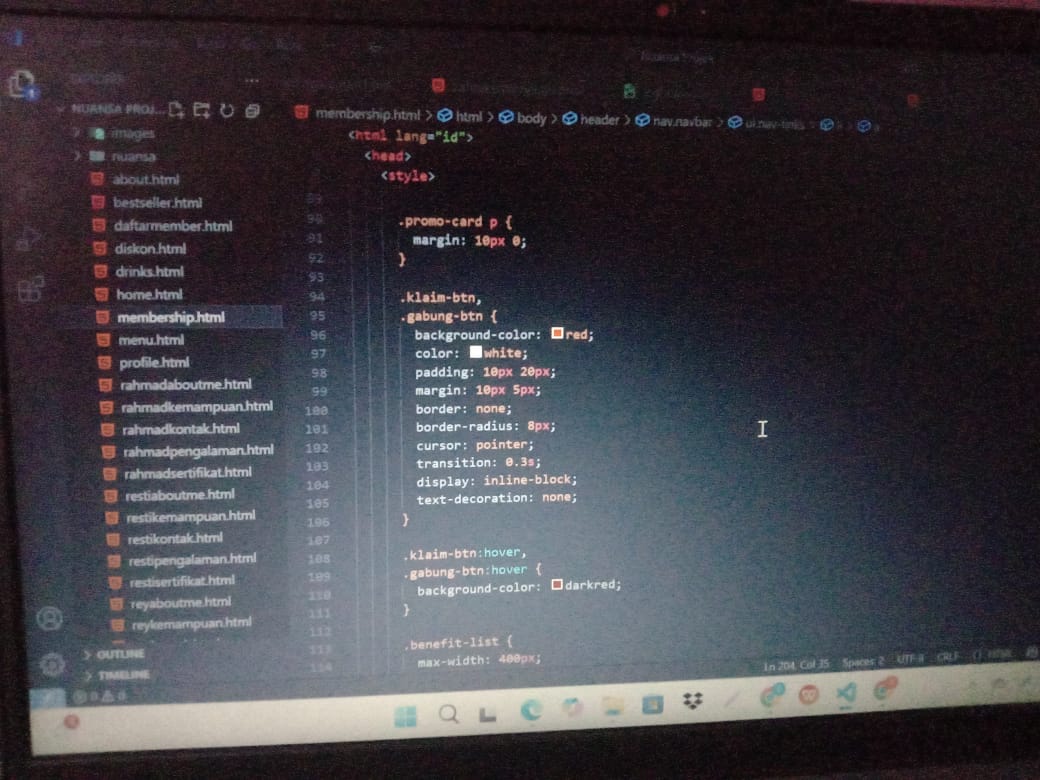 NUANSA PROJ...
images
nuansa
about.html
bestseller.html
daftarmember.html
diskon.html
drinks.html
home.html
membership.html
menu.html
profile.html
rahmadaboutme.html
rahmadkemampuan.html
rahmadkontak.html
rahmadpengalaman.html
rahmadsertifikat.html
restiaboutme.html
restikemampuan.html
restikontak.html
restipengalaman.html
restisertifikat.html
reyaboutme.html
reykemampuan.html
OUTLINE
TIMELINE
membership.html > html > body > header > nav.navbar > ui.nav-links
<html lang="id">
<head>
<style>
89
90 .promo-card p {
91 margin: 10px 0;
92 }
93
94 .klaim-btn,
95 .gabung-btn {
96 background-color: red;
97 color: white;
98 padding: 10px 20px;
99 margin: 10px 5px;
100 border: none;
101 border-radius: 8px;
102 cursor: pointer;
103 transition: 0.3s;
104 display: inline-block;
105 text-decoration: none;
106 }
107
108 .klaim-btn:hover,
109 .gabung-btn:hover {
110 background-color: darkred;
111 }
112
113 .benefit-list {
114 max-width: 400px;
Ln 204, Col 35 Spaces: 2 UTF-8 CRLF {} HTML